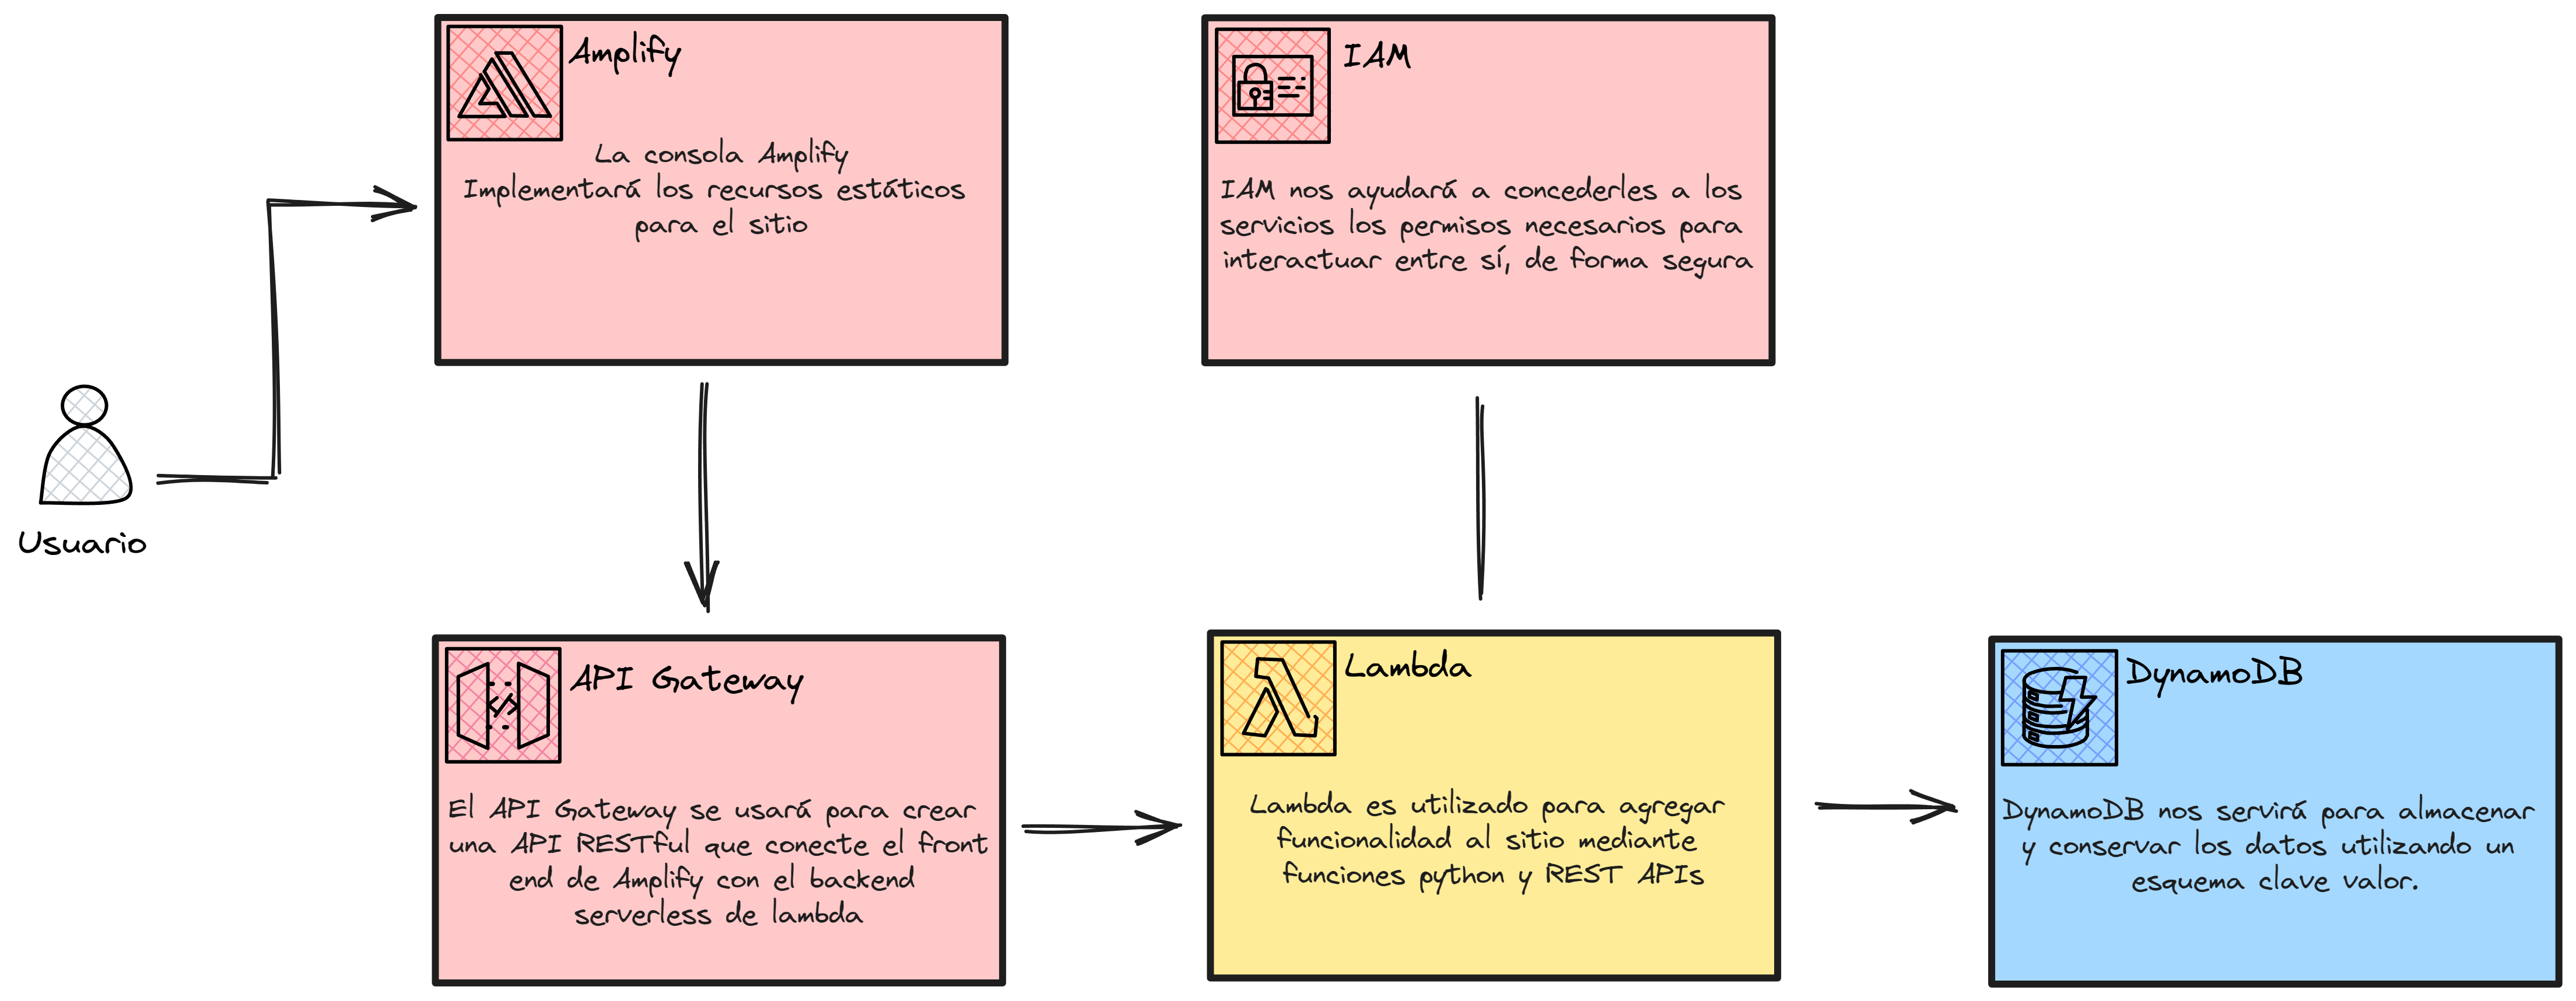 Amplify
La consola Amplify
Implementará los recursos estáticos
para el sitio
IAM
IAM nos ayudará a concederles a los
servicios los permisos necesarios para
interactuar entre sí, de forma segura
Usuario
API Gateway
El API Gateway se usará para crear
una API RESTful que conecte el front
end de Amplify con el backend
serverless de lambda
Lambda
Lambda es utilizado para agregar
funcionalidad al sitio mediante
funciones python y REST APIs
DynamoDB
DynamoDB nos servirá para almacenar
y conservar los datos utilizando un
esquema clave valor.